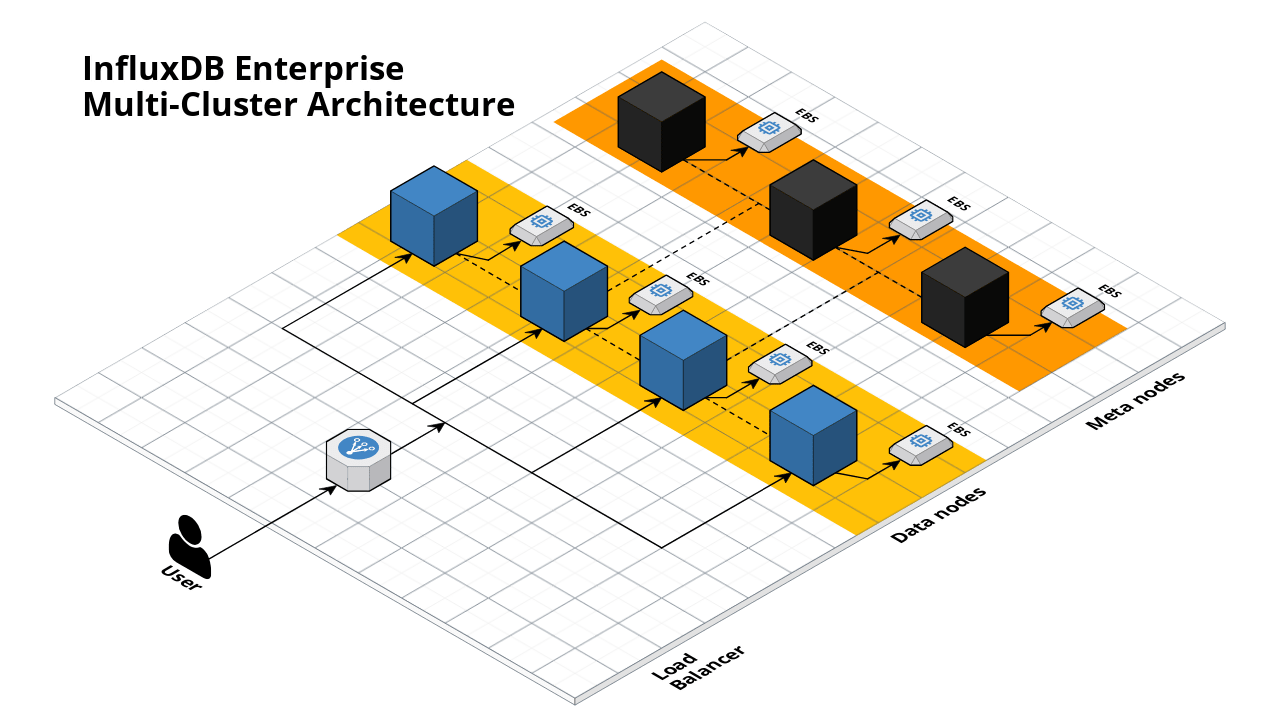 InfluxDB Enterprise
Multi-Cluster Architecture
EBS
EBS
EBS
EBS
EBS
EBS
EBS
Meta nodes
Data nodes
User
Load
Balancer